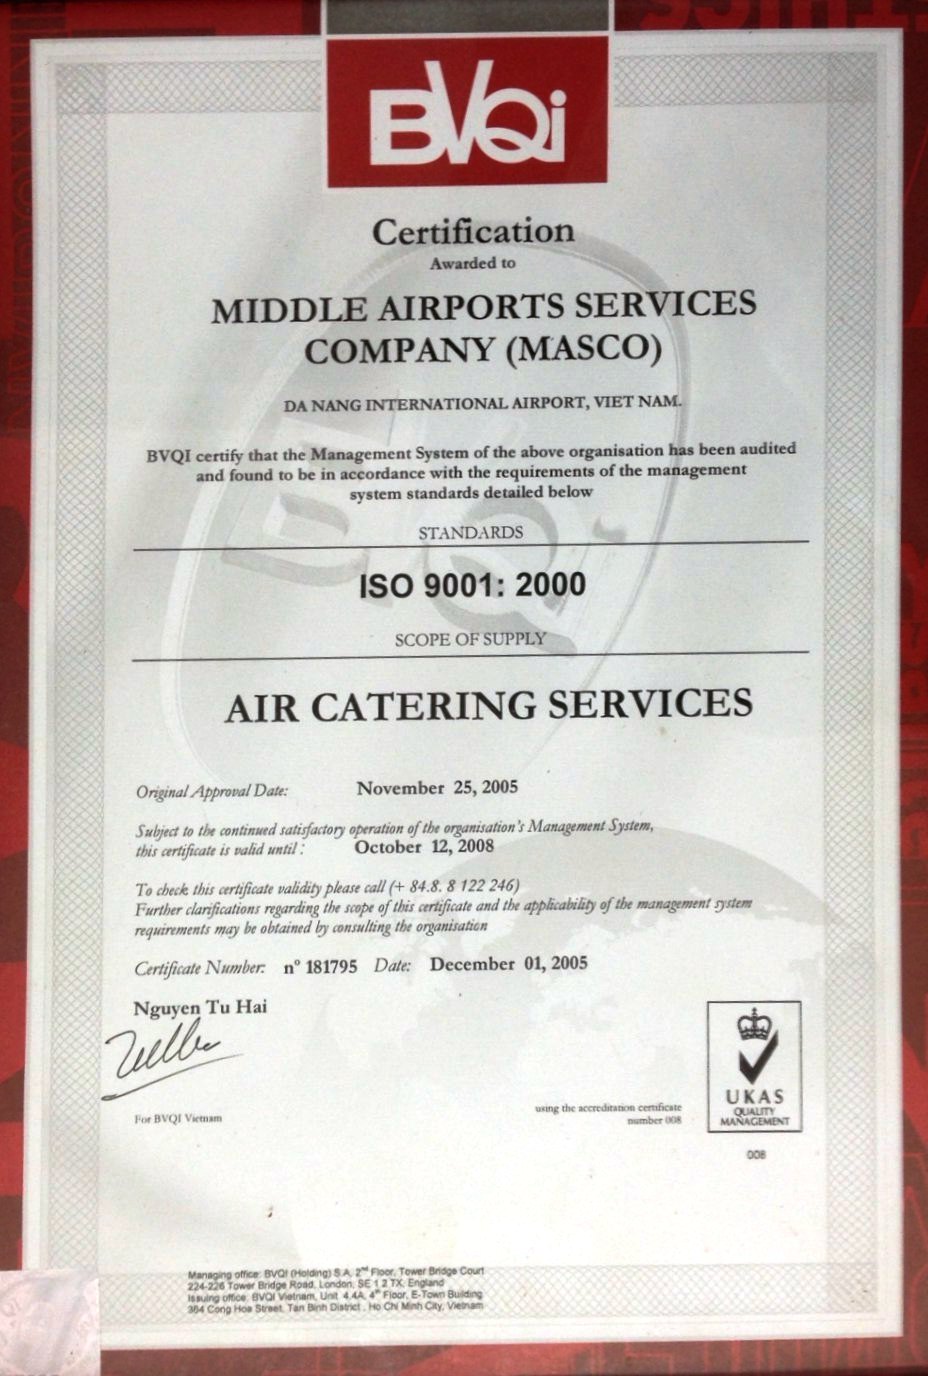 BVQi
Certification
Awarded to
MIDDLE AIRPORTS SERVICES
COMPANY (MASCO)
DA NANG INTERNATIONAL AIRPORT, VIET NAM.
BVQI certify that the Management System of the above organisation has been audited
and found to be in accordance with the requirements of the management
system standards detailed below
STANDARDS
ISO 9001: 2000
SCOPE OF SUPPLY
AIR CATERING SERVICES
Original Approval Date: November 25, 2005
Subject to the continued satisfactory operation of the organisation's Management System,
this certificate is valid until : October 12, 2008
To check this certificate validity please call (+ 84.8. 8 122 246)
Further clarifications regarding the scope of this certificate and the applicability of the management system
requirements may be obtained by consulting the organisation
Certificate Number: nº 181795 Date: December 01, 2005
Nguyen Tu Hai
For BVQI Vietnam
using the accreditation certificate
number 008
UKAS
QUALITY
MANAGEMENT
008
Managing office: BVQI (Holding) S.A, 2nd Floor, Tower Bridge Court
224-226 Tower Bridge Road, London, SE 1 2 TX, England
Issuing office: BVQI Vietnam, Unit 4.4A, 4th Floor, E-Town Building
364 Cong Hoa Street, Tan Binh District , Ho Chi Minh City, Vietnam